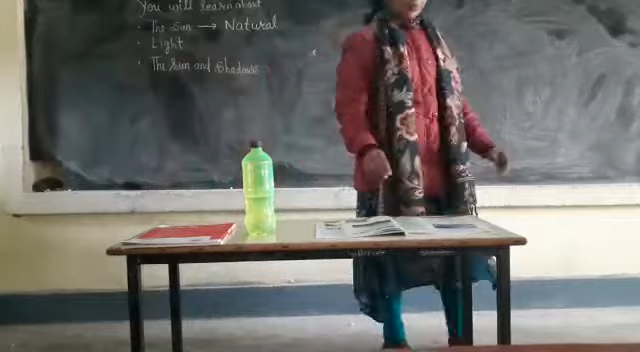 You will learn about
· The Sun → Natural
· Light
· The Sun and Shadows